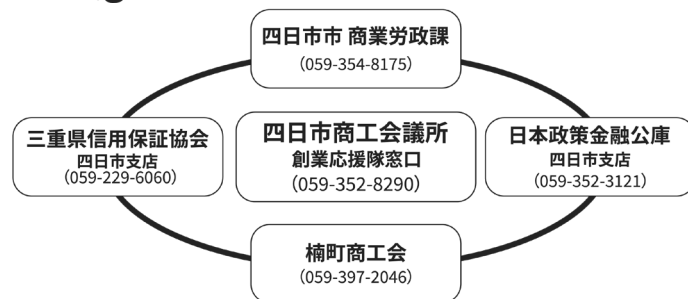 四日市市 商業労政課
（059-354-8175）
三重県信用保証協会
四日市支店
（059-229-6060）
四日市商工会議所
創業応援隊窓口
（059-352-8290）
日本政策金融公庫
四日市支店
（059-352-3121）
楠町商工会
（059-397-2046）